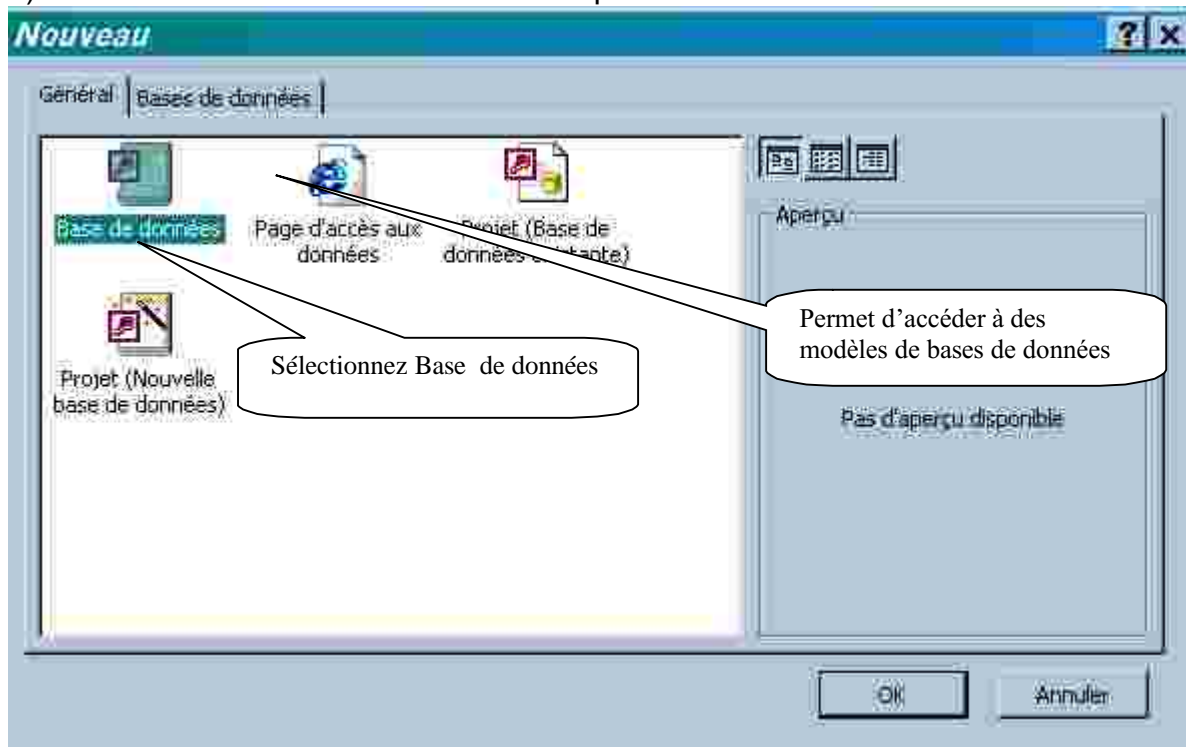 Nouveau
Général
Bases de données
Base de données
Page d'accès aux
données
Projet (Base de
données existante)
Aperçu
Permet d'accéder à des
modèles de bases de données
Sélectionnez Base de données
Projet (Nouvelle
base de données)
Pas d'aperçu disponible
OK
Annuler